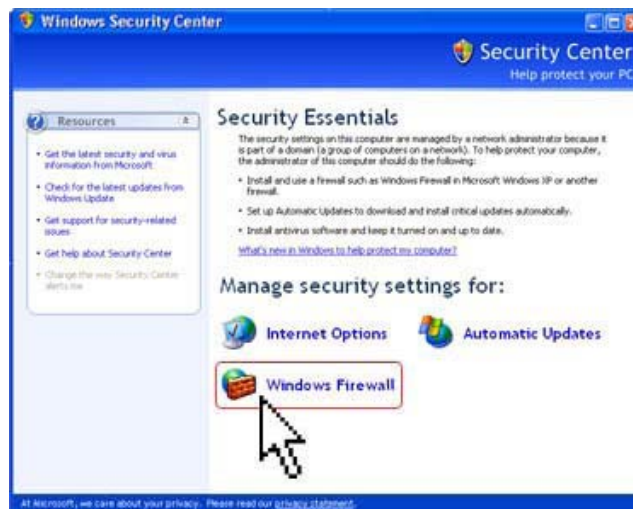 Windows Security Center
Security Center
Help protect your PC
Resources
• Get the latest security and virus
information from Microsoft
• Check for the latest updates from
Windows Update
• Get support for security-related
issues
• Get help about Security Center
• Change the way Security Center
alerts me
Security Essentials
The security settings on this computer are managed by a network administrator because it
is part of a domain (a group of computers on a network). To help protect your computer,
the administrator of this computer should do the following:
• Install and use a firewall such as Windows Firewall in Microsoft Windows XP or another
firewall.
• Set up Automatic Updates to download and install critical updates automatically.
• Install antivirus software and keep it turned on and up to date.
What's new in Windows to help protect my computer?
Manage security settings for:
Internet Options
Automatic Updates
Windows Firewall
At Microsoft, we care about your privacy. Please read our privacy statement.